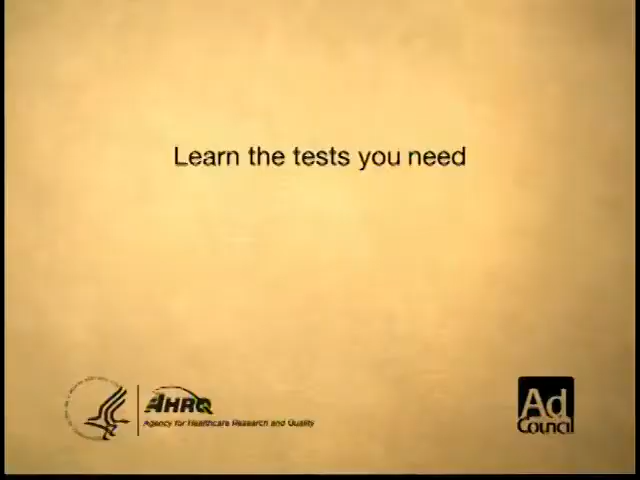 Learn the tests you need
AHRQ
Agency for Healthcare Research and Quality
Ad
Council